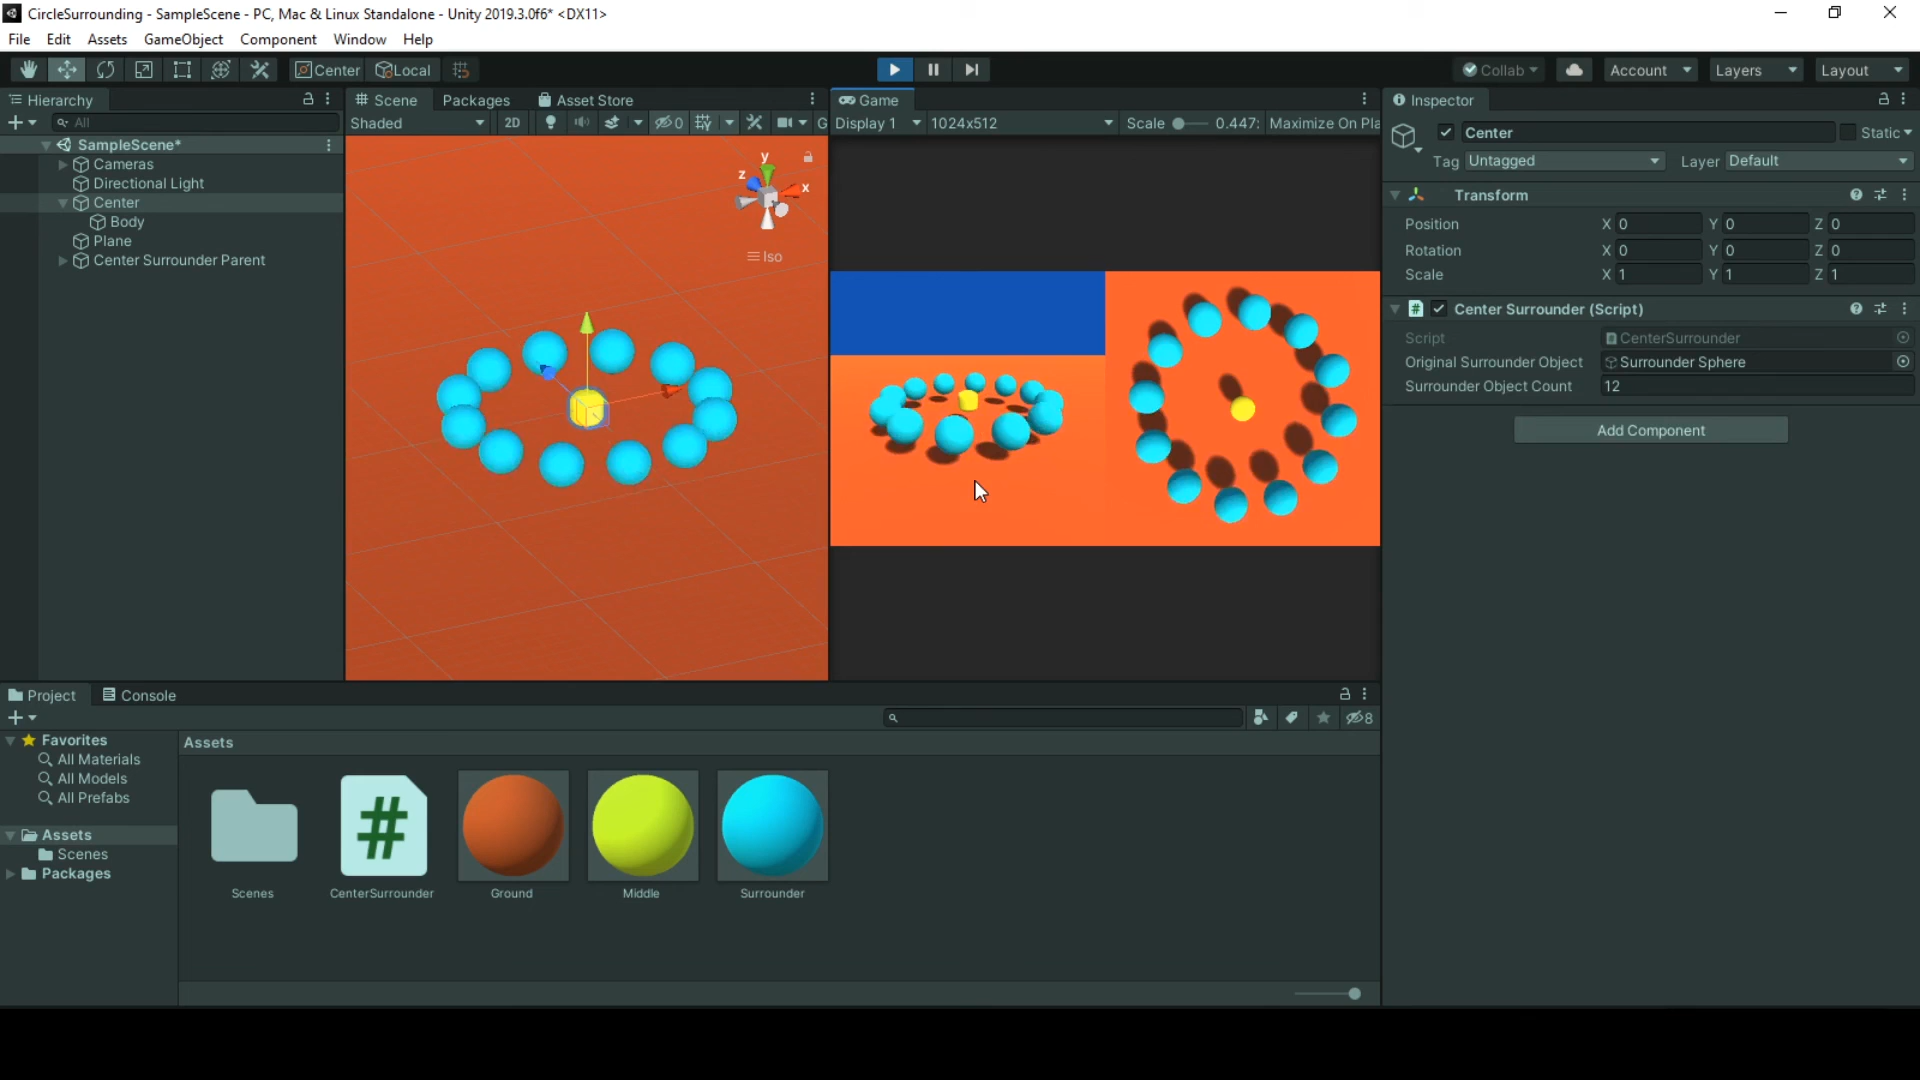 CircleSurrounding - SampleScene - PC, Mac & Linux Standalone - Unity 2019.3.0f6* <DX11>
File Edit Assets GameObject Component Window Help
Center Local Collab Account Layers Layout
Hierarchy
All
SampleScene*
Cameras
Directional Light
Center
Body
Plane
Center Surrounder Parent
Scene Packages Asset Store
Shaded 2D 0 G
y
z x
Iso
Game
Display 1 1024x512 Scale 0.447: Maximize On Pla
Inspector
Center Static
Tag Untagged Layer Default
Transform
Position X 0 Y 0 Z 0
Rotation X 0 Y 0 Z 0
Scale X 1 Y 1 Z 1
# Center Surrounder (Script)
Script CenterSurrounder
Original Surrounder Object Surrounder Sphere
Surrounder Object Count 12
Add Component
Project Console
8
Favorites
All Materials
All Models
All Prefabs
Assets
Scenes
Packages
Assets
#
Scenes CenterSurrounder Ground Middle Surrounder